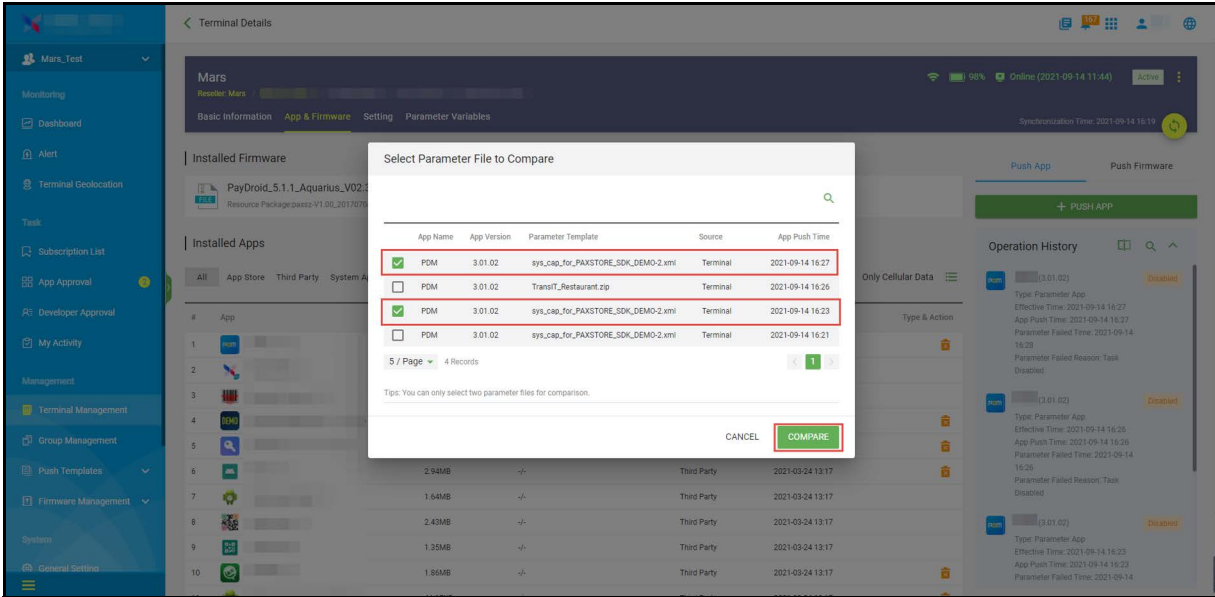 Terminal Details
167
Mars_Test
Monitoring
Dashboard
Alert
Terminal Geolocation
Task
Subscription List
App Approval 2
Developer Approval
My Activity
Management
Terminal Management
Group Management
Push Templates
Firmware Management
System
General Setting
Mars
Reseller: Mars /
98% Online (2021-09-14 11:44) Active
Basic Information App & Firmware Setting Parameter Variables
Synchronization Time: 2021-09-14 16:19
Installed Firmware
FILE
PayDroid_5.1.1_Aquarius_V02.3
Resource Package:paxsz-V1.00_2017070
Installed Apps
All App Store Third Party System A
Only Cellular Data
# App Type & Action
1
2
3
4 DEMO
5
6 2.94MB -/- Third Party 2021-03-24 13:17
7 1.64MB -/- Third Party 2021-03-24 13:17
8 2.43MB -/- Third Party 2021-03-24 13:17
9 1.35MB -/- Third Party 2021-03-24 13:17
10 1.86MB -/- Third Party 2021-03-24 13:17
Select Parameter File to Compare
App Name App Version Parameter Template Source App Push Time
PDM 3.01.02 sys_cap_for_PAXSTORE_SDK_DEMO-2.xml Terminal 2021-09-14 16:27
PDM 3.01.02 TransIT_Restaurant.zip Terminal 2021-09-14 16:26
PDM 3.01.02 sys_cap_for_PAXSTORE_SDK_DEMO-2.xml Terminal 2021-09-14 16:23
PDM 3.01.02 sys_cap_for_PAXSTORE_SDK_DEMO-2.xml Terminal 2021-09-14 16:21
5 / Page 4 Records 1
Tips: You can only select two parameter files for comparison.
CANCEL COMPARE
Push App Push Firmware
+ PUSH APP
Operation History
(3.01.02) Disabled
Type: Parameter App
Effective Time: 2021-09-14 16:27
App Push Time: 2021-09-14 16:27
Parameter Failed Time: 2021-09-14
16:28
Parameter Failed Reason: Task
Disabled
(3.01.02) Disabled
Type: Parameter App
Effective Time: 2021-09-14 16:26
App Push Time: 2021-09-14 16:26
Parameter Failed Time: 2021-09-14
16:26
Parameter Failed Reason: Task
Disabled
(3.01.02) Disabled
Type: Parameter App
Effective Time: 2021-09-14 16:23
App Push Time: 2021-09-14 16:23
Parameter Failed Time: 2021-09-14